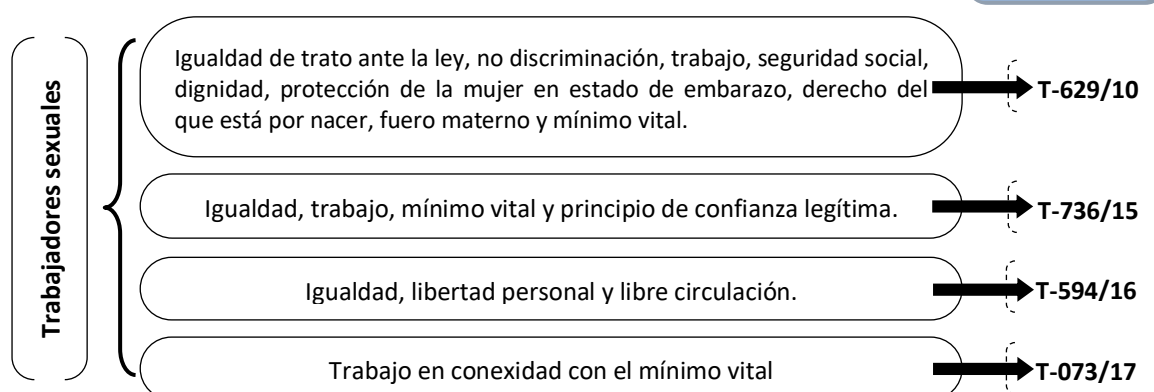 Trabajadores sexuales
Igualdad de trato ante la ley, no discriminación, trabajo, seguridad social,
dignidad, protección de la mujer en estado de embarazo, derecho del
que está por nacer, fuero materno y mínimo vital.
T-629/10
Igualdad, trabajo, mínimo vital y principio de confianza legítima.
T-736/15
Igualdad, libertad personal y libre circulación.
T-594/16
Trabajo en conexidad con el mínimo vital
T-073/17